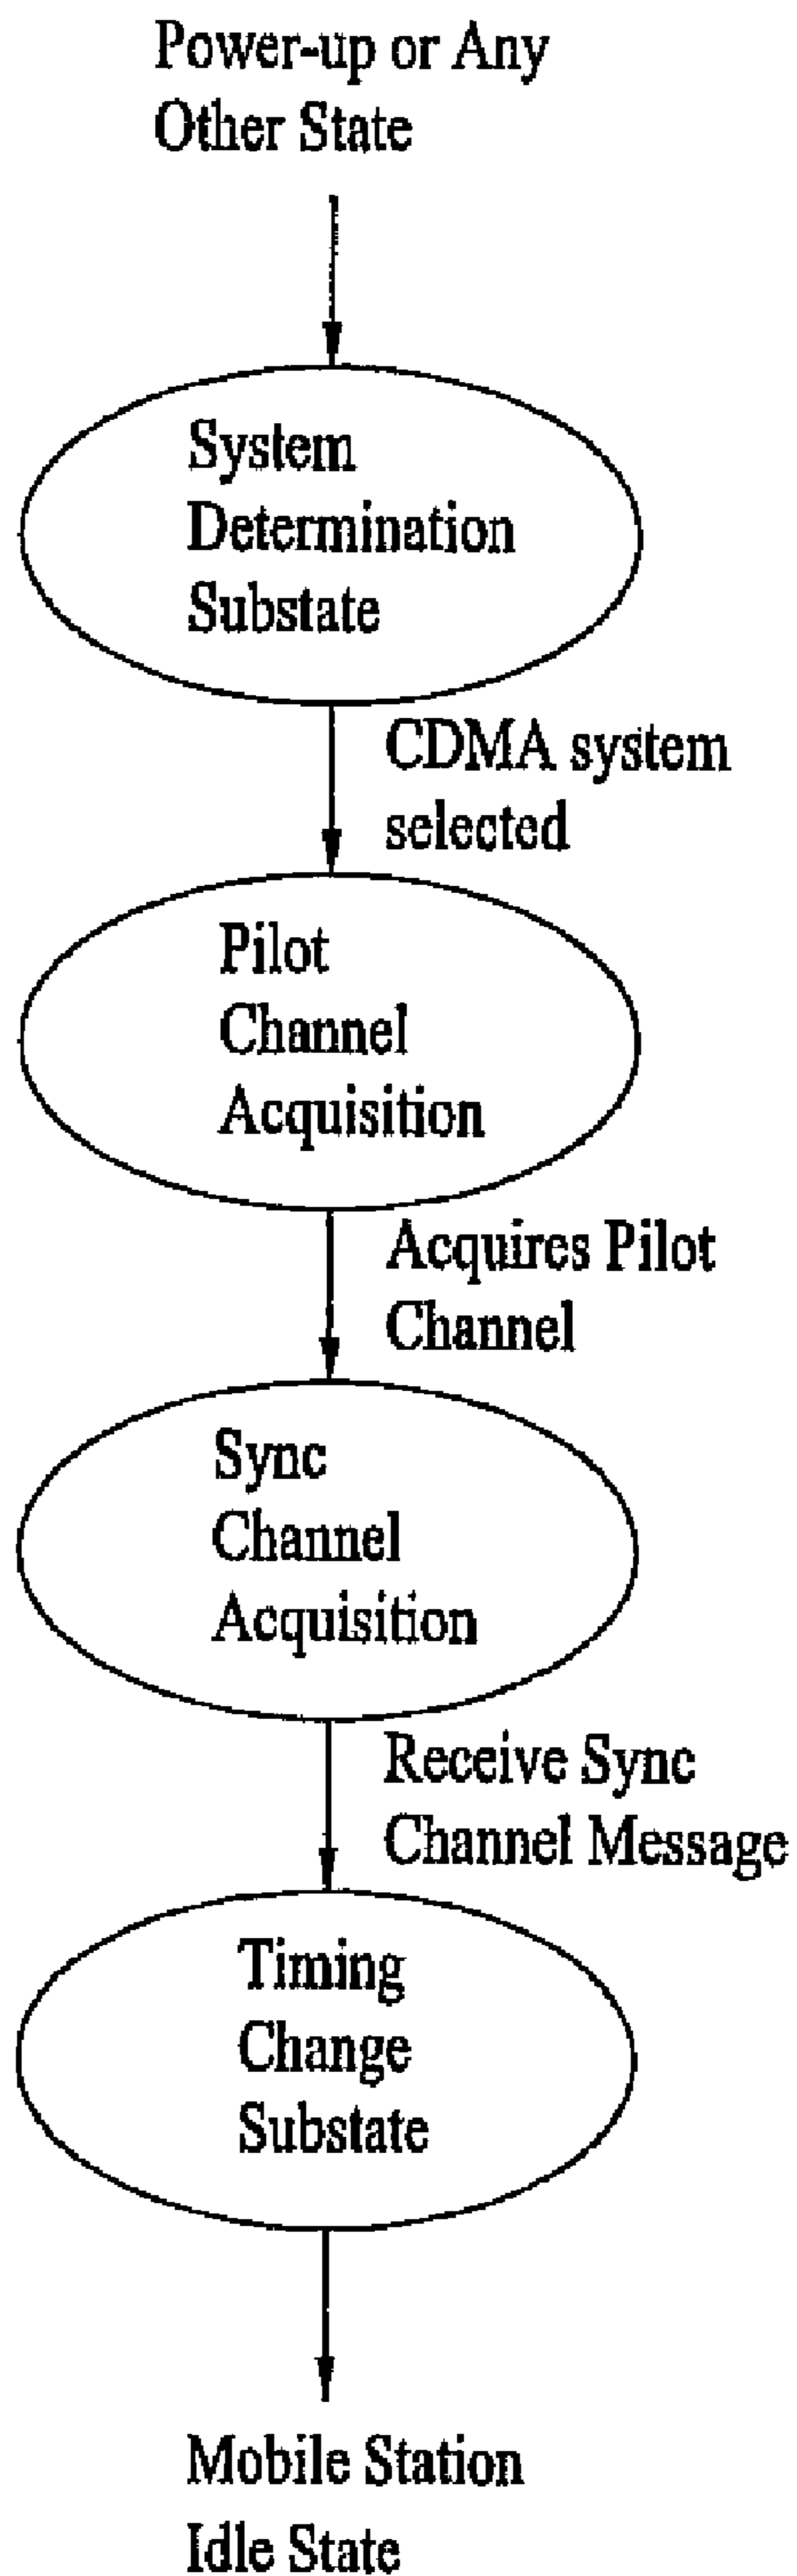 Power-up or Any
Other State
System
Determination
Substate
CDMA system
selected
Pilot
Channel
Acquisition
Acquires Pilot
Channel
Sync
Channel
Acquisition
Receive Sync
Channel Message
Timing
Change
Substate
Mobile Station
Idle State